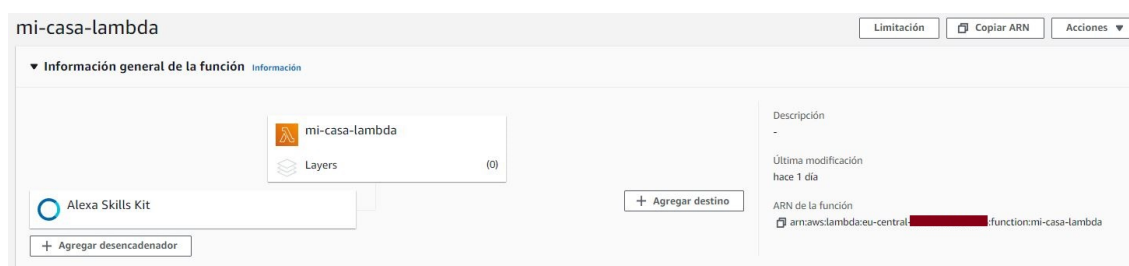 mi-casa-lambda
Limitación
Copiar ARN
Acciones
Información general de la función Información
mi-casa-lambda
Layers (0)
Alexa Skills Kit
+ Agregar desencadenador
+ Agregar destino
Descripción
-
Última modificación
hace 1 día
ARN de la función
arn:aws:lambda:eu-central- :function:mi-casa-lambda